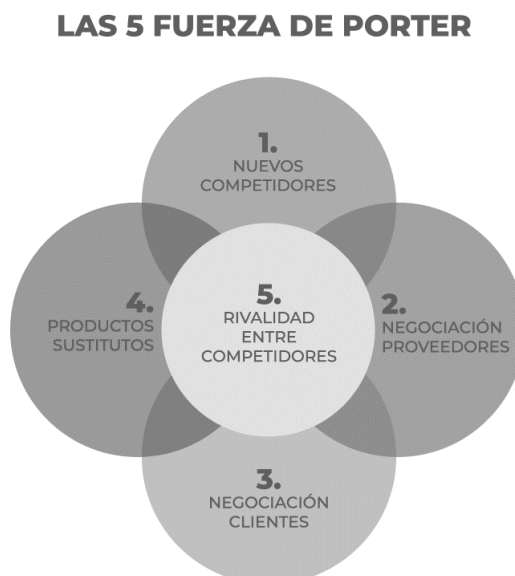 LAS 5 FUERZA DE PORTER
1.
NUEVOS
COMPETIDORES
2.
NEGOCIACIÓN
PROVEEDORES
3.
NEGOCIACIÓN
CLIENTES
4.
PRODUCTOS
SUSTITUTOS
5.
RIVALIDAD
ENTRE
COMPETIDORES